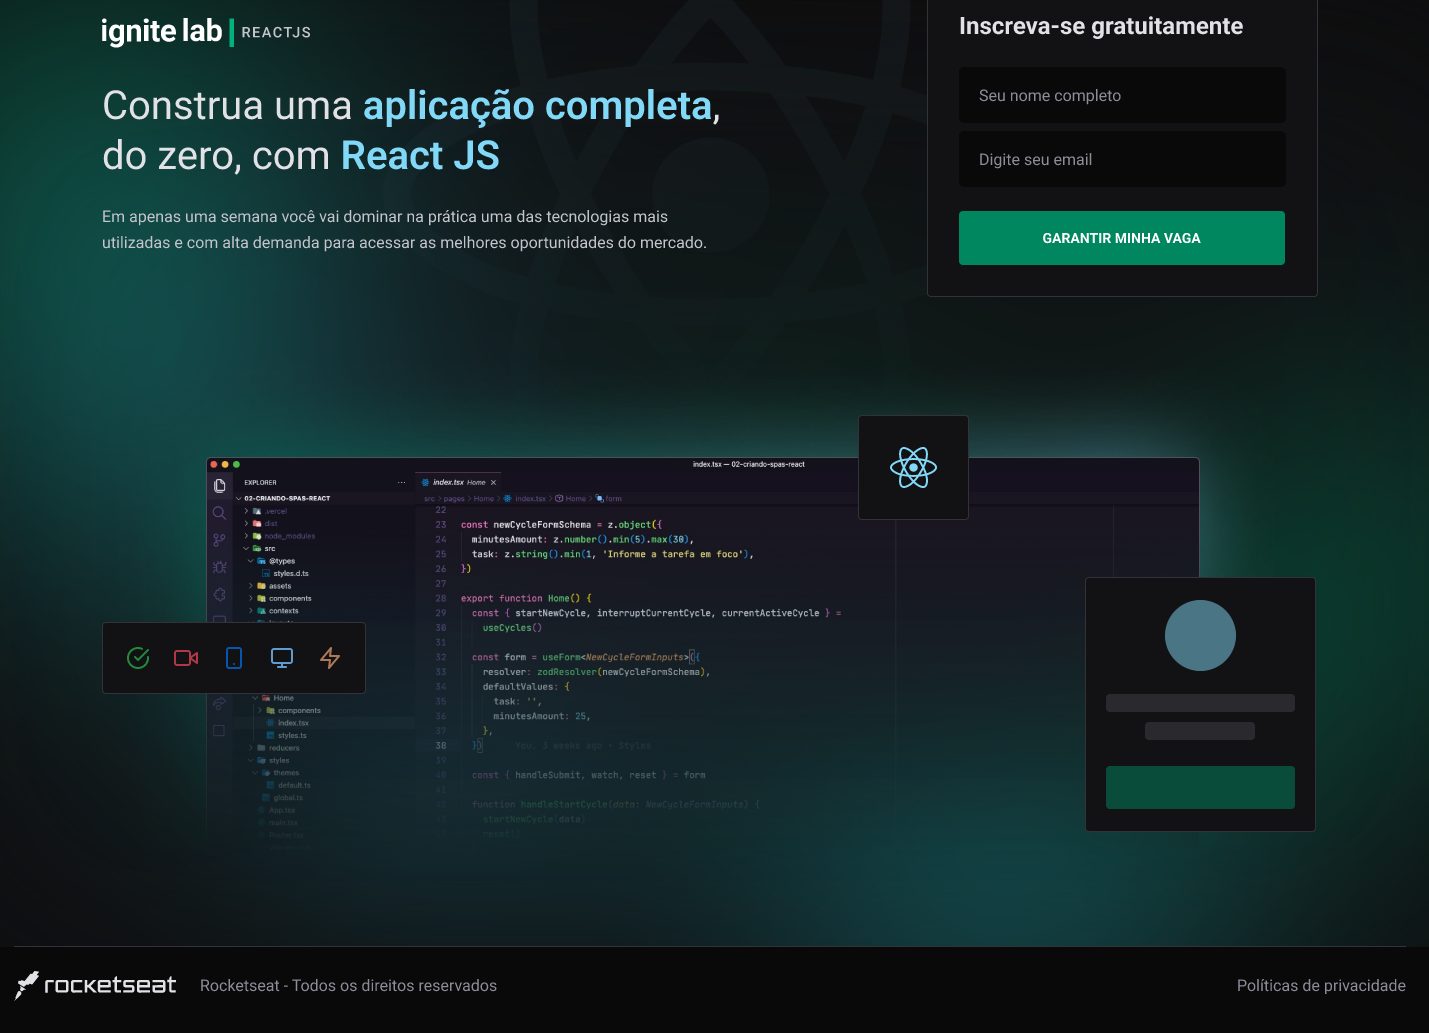 ignite lab | REACTJS
Construa uma aplicação completa,
do zero, com React JS
Em apenas uma semana você vai dominar na prática uma das tecnologias mais
utilizadas e com alta demanda para acessar as melhores oportunidades do mercado.
Inscreva-se gratuitamente
Seu nome completo
Digite seu email
GARANTIR MINHA VAGA
index.tsx — 02-criando-spas-react
EXPLORER ...
02-CRIANDO-SPAS-REACT
.vercel
dist
node_modules
src
@types
styles.d.ts
assets
components
contexts
Home
components
index.tsx
styles.ts
reducers
styles
themes
default.ts
global.ts
App.tsx
main.tsx
index.tsx Home ×
src > pages > Home > index.tsx > Home > form
22
23 const newCycleFormSchema = z.object({
24 minutesAmount: z.number().min(5).max(30),
25 task: z.string().min(1, 'Informe a tarefa em foco'),
26 })
27
28 export function Home() {
29 const { startNewCycle, interruptCurrentCycle, currentActiveCycle } =
30 useCycles()
31
32 const form = useForm<NewCycleFormInputs>({
33 resolver: zodResolver(newCycleFormSchema),
34 defaultValues: {
35 task: '',
36 minutesAmount: 25,
37 },
38 }) You, 3 weeks ago • Styles
39
40 const { handleSubmit, watch, reset } = form
41
function handleStartCycle(data: NewCycleFormInputs) {
startNewCycle(data)
reset()
rocketseat
Rocketseat - Todos os direitos reservados
Políticas de privacidade